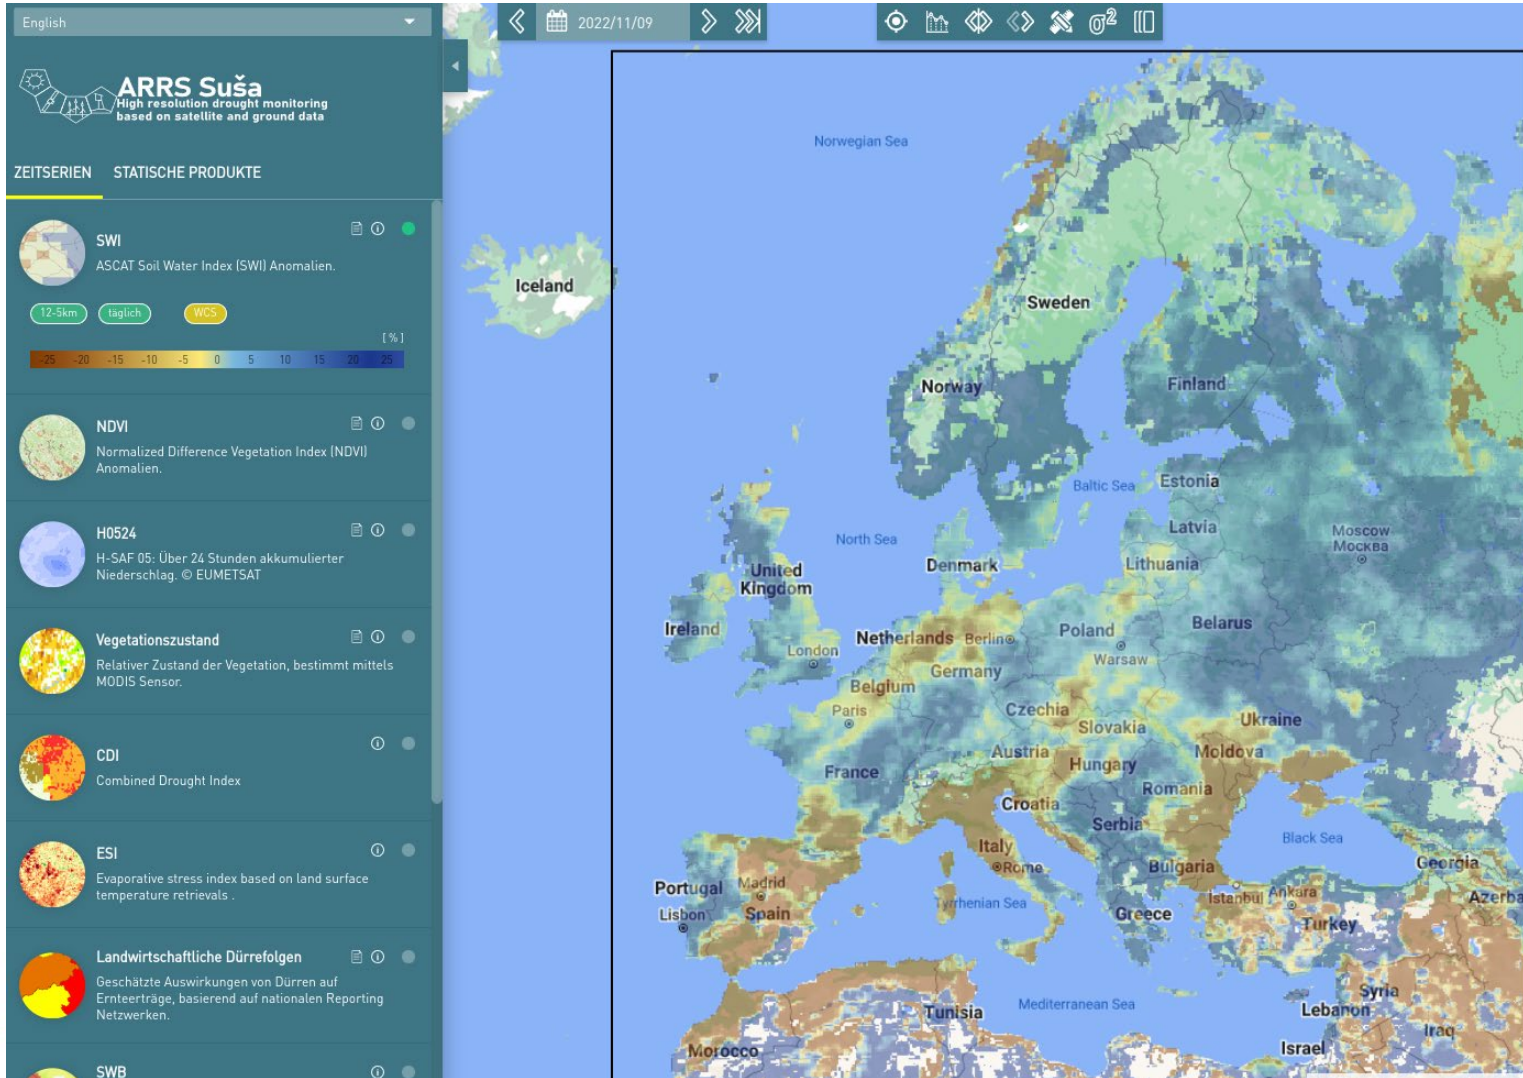 English
2022/11/09
ARRS Suša
High resolution drought monitoring
based on satellite and ground data
ZEITSERIEN
STATISCHE PRODUKTE
SWI
ASCAT Soil Water Index (SWI) Anomalien.
12-5km
täglich
WCS
[ % ]
-25 -20 -15 -10 -5 0 5 10 15 20 25
NDVI
Normalized Difference Vegetation Index (NDVI)
Anomalien.
H0524
H-SAF 05: Über 24 Stunden akkumulierter
Niederschlag. © EUMETSAT
Vegetationszustand
Relativer Zustand der Vegetation, bestimmt mittels
MODIS Sensor.
CDI
Combined Drought Index
ESI
Evaporative stress index based on land surface
temperature retrievals .
Landwirtschaftliche Dürrefolgen
Geschätzte Auswirkungen von Dürren auf
Ernteerträge, basierend auf nationalen Reporting
Netzwerken.
SWB
σ²
Norwegian Sea
Iceland
Sweden
Norway
Finland
Baltic Sea
Estonia
Latvia
Moscow
Москва
North Sea
Denmark
Lithuania
United
Kingdom
Ireland
Netherlands
Berlin
Poland
Belarus
London
Warsaw
Germany
Belgium
Paris
Czechia
Slovakia
Ukraine
Austria
Hungary
Moldova
France
Romania
Croatia
Serbia
Black Sea
Italy
Rome
Bulgaria
Georgia
Portugal
Madrid
Istanbul
Ankara
Azerba
Lisbon
Spain
Tyrrhenian Sea
Greece
Turkey
Mediterranean Sea
Tunisia
Syria
Lebanon
Iraq
Morocco
Israel